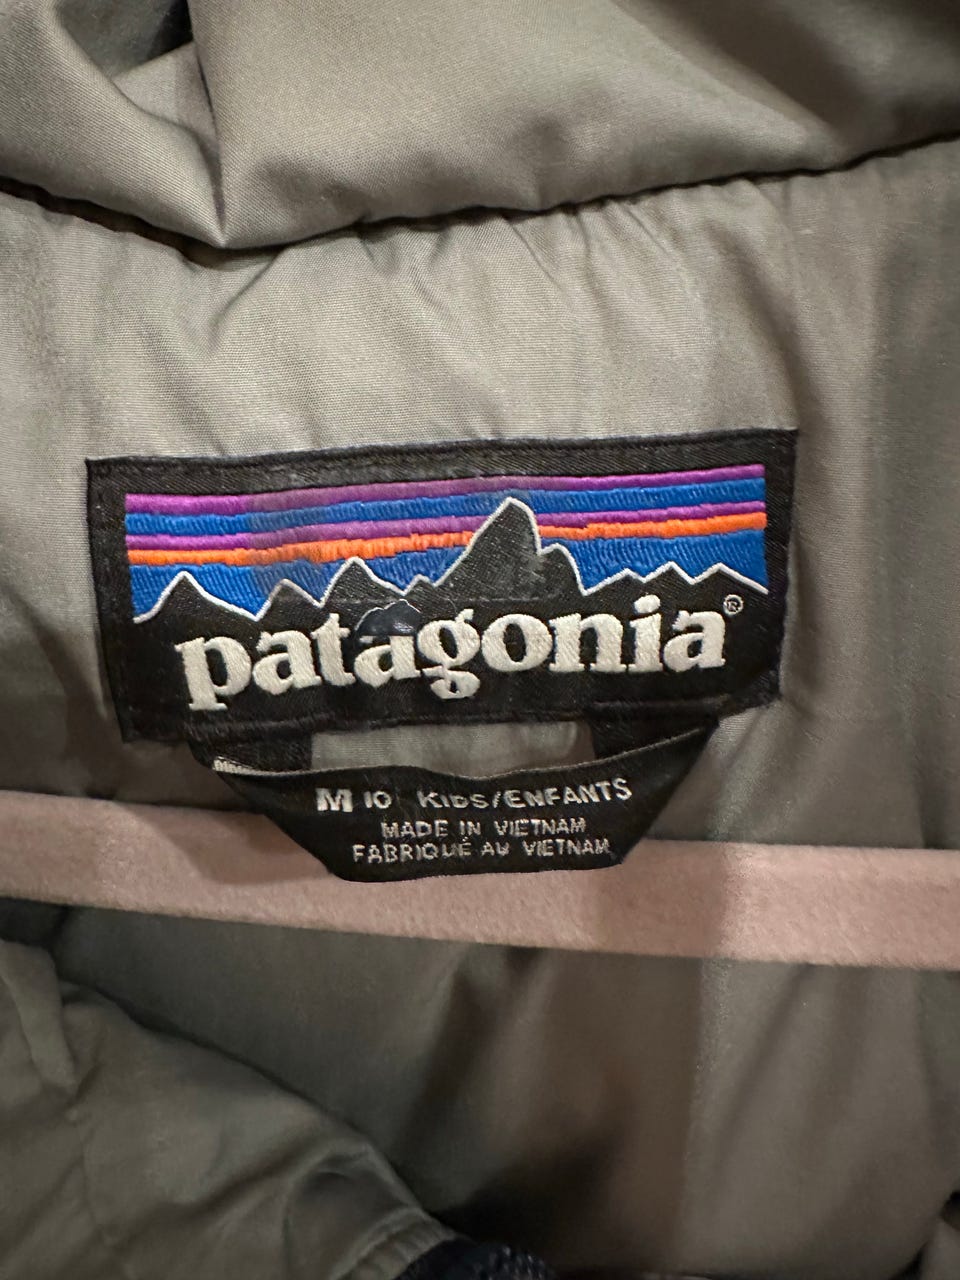 patagonia®
M 10 KIDS/ENFANTS
MADE IN VIETNAM
FABRIQUÉ AU VIETNAM